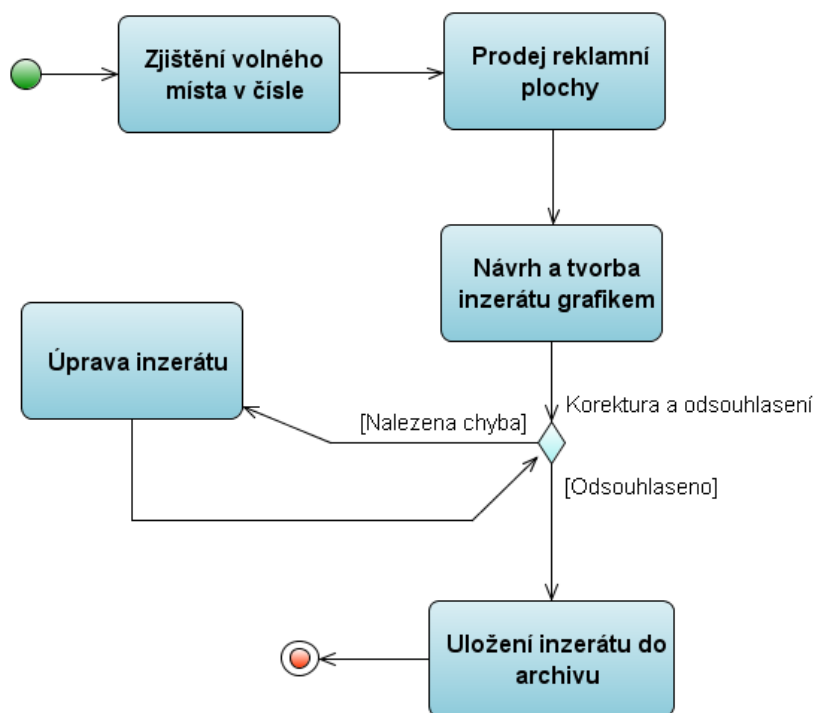 Zjištění volného
místa v čísle
Prodej reklamní
plochy
Návrh a tvorba
inzerátu grafikem
Úprava inzerátu
Korektura a odsouhlasení
[Nalezena chyba]
[Odsouhlaseno]
Uložení inzerátu do
archivu